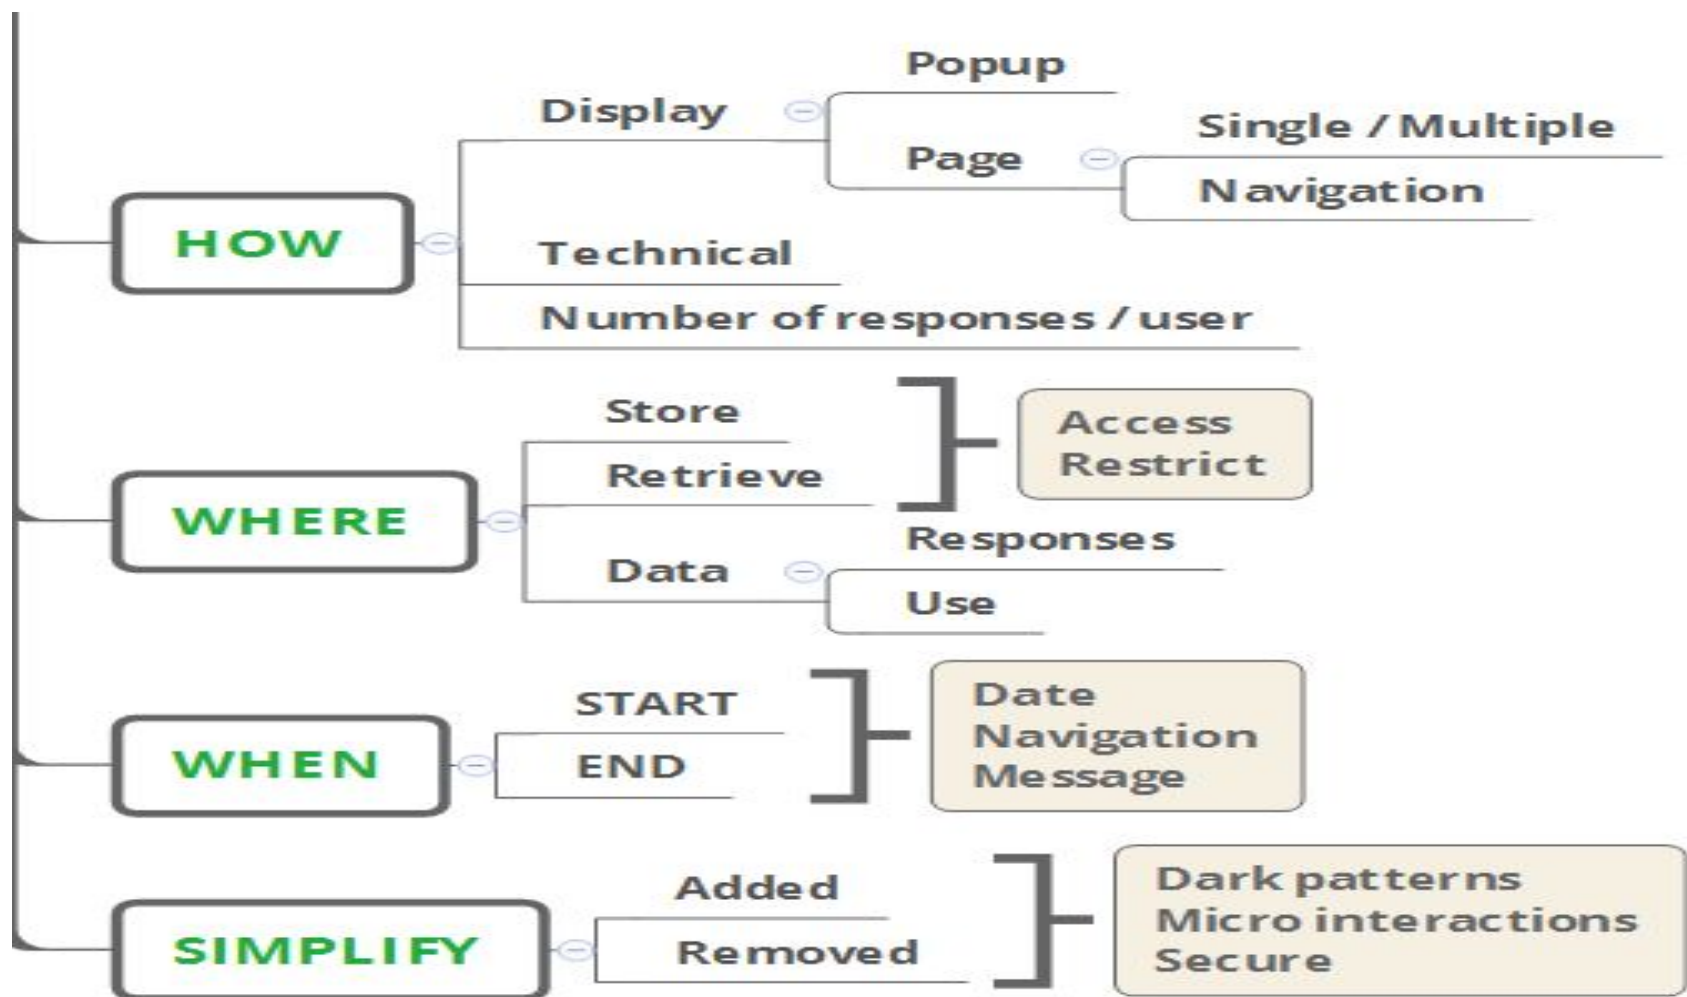 HOW
Display
Popup
Page
Single / Multiple
Navigation
Technical
Number of responses / user
WHERE
Store
Retrieve
Access
Restrict
Data
Responses
Use
WHEN
START
END
Date
Navigation
Message
SIMPLIFY
Added
Removed
Dark patterns
Micro interactions
Secure